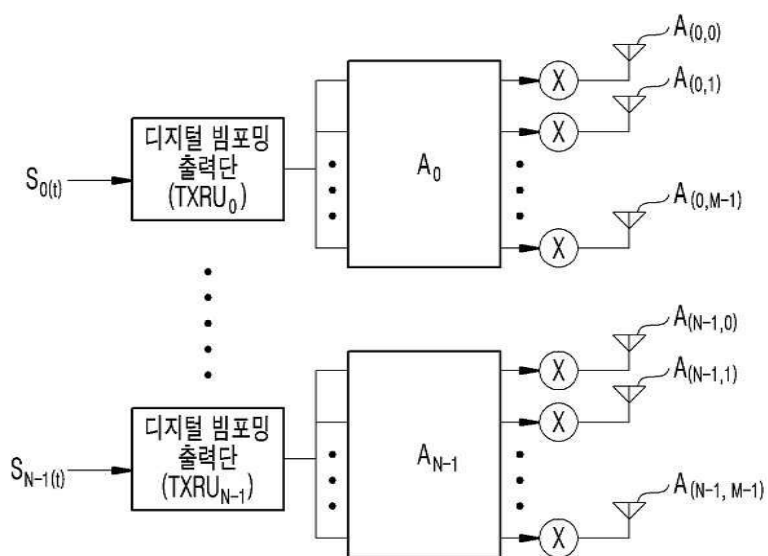 A(0,0)
A(0,1)
디지털 빔포밍
출력단
(TXRU0)
S0(t)
A0
X
X
X
A(0,M-1)
A(N-1,0)
A(N-1,1)
디지털 빔포밍
출력단
(TXRUN-1)
SN-1(t)
AN-1
X
X
X
A(N-1, M-1)